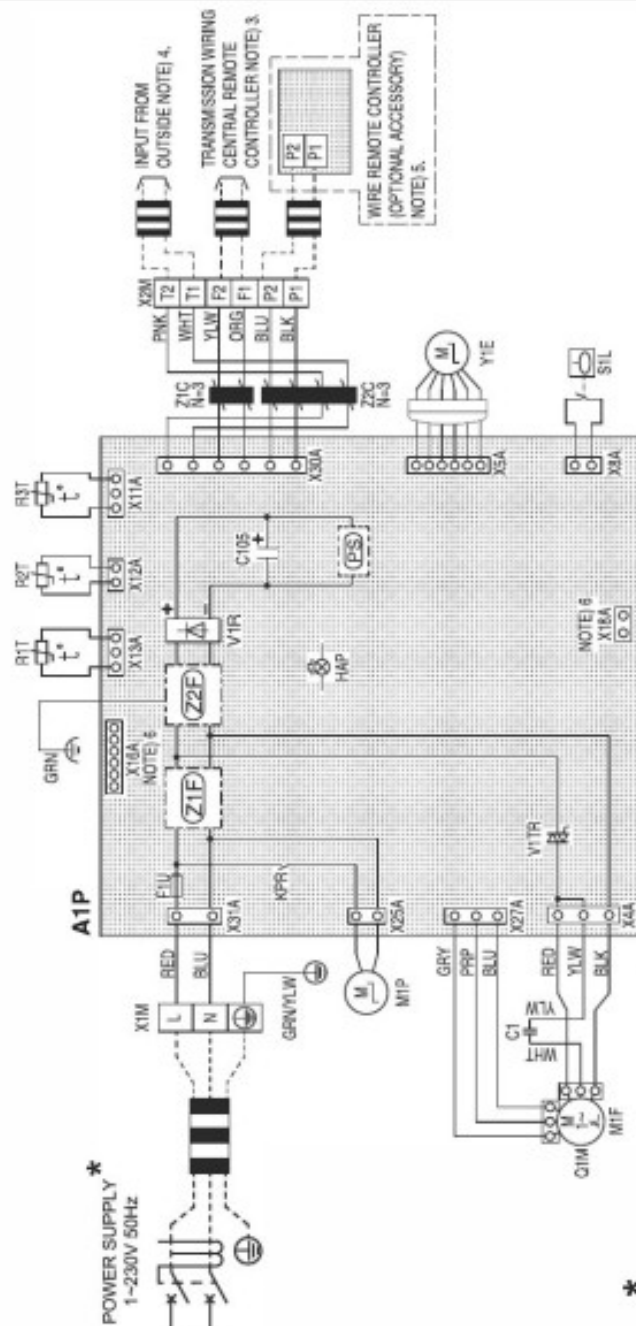 POWER SUPPLY
1~230V 50Hz
*
X1M
L
N
RED
BLU
GRN/YLW
A1P
F1U
X31A
KPR
X25A
M
M1P
GRY
PRP
BLU
X27A
RED
YLW
BLK
X4A
YLW
C1
WHT
M
1~
Q1M
M1F
V1TR
GRN
X16A
NOTE) 6
Z1F
Z2F
V1R
+
-
C105
+
PS
HAP
NOTE) 6
X18A
R1T
t°
X13A
R2T
t°
X12A
R3T
t°
X11A
X30A
Z1C
N=3
Z2C
N=3
X2M
PNK
WHT
YLW
ORG
BLU
BLK
T2
T1
F2
F1
P2
P1
INPUT FROM
OUTSIDE NOTE) 4.
TRANSMISSION WIRING
CENTRAL REMOTE
CONTROLLER NOTE) 3.
P2
P1
WIRE REMOTE CONTROLLER
(OPTIONAL ACCESSORY)
NOTE) 5.
X5A
M
Y1E
X8A
S1L
*